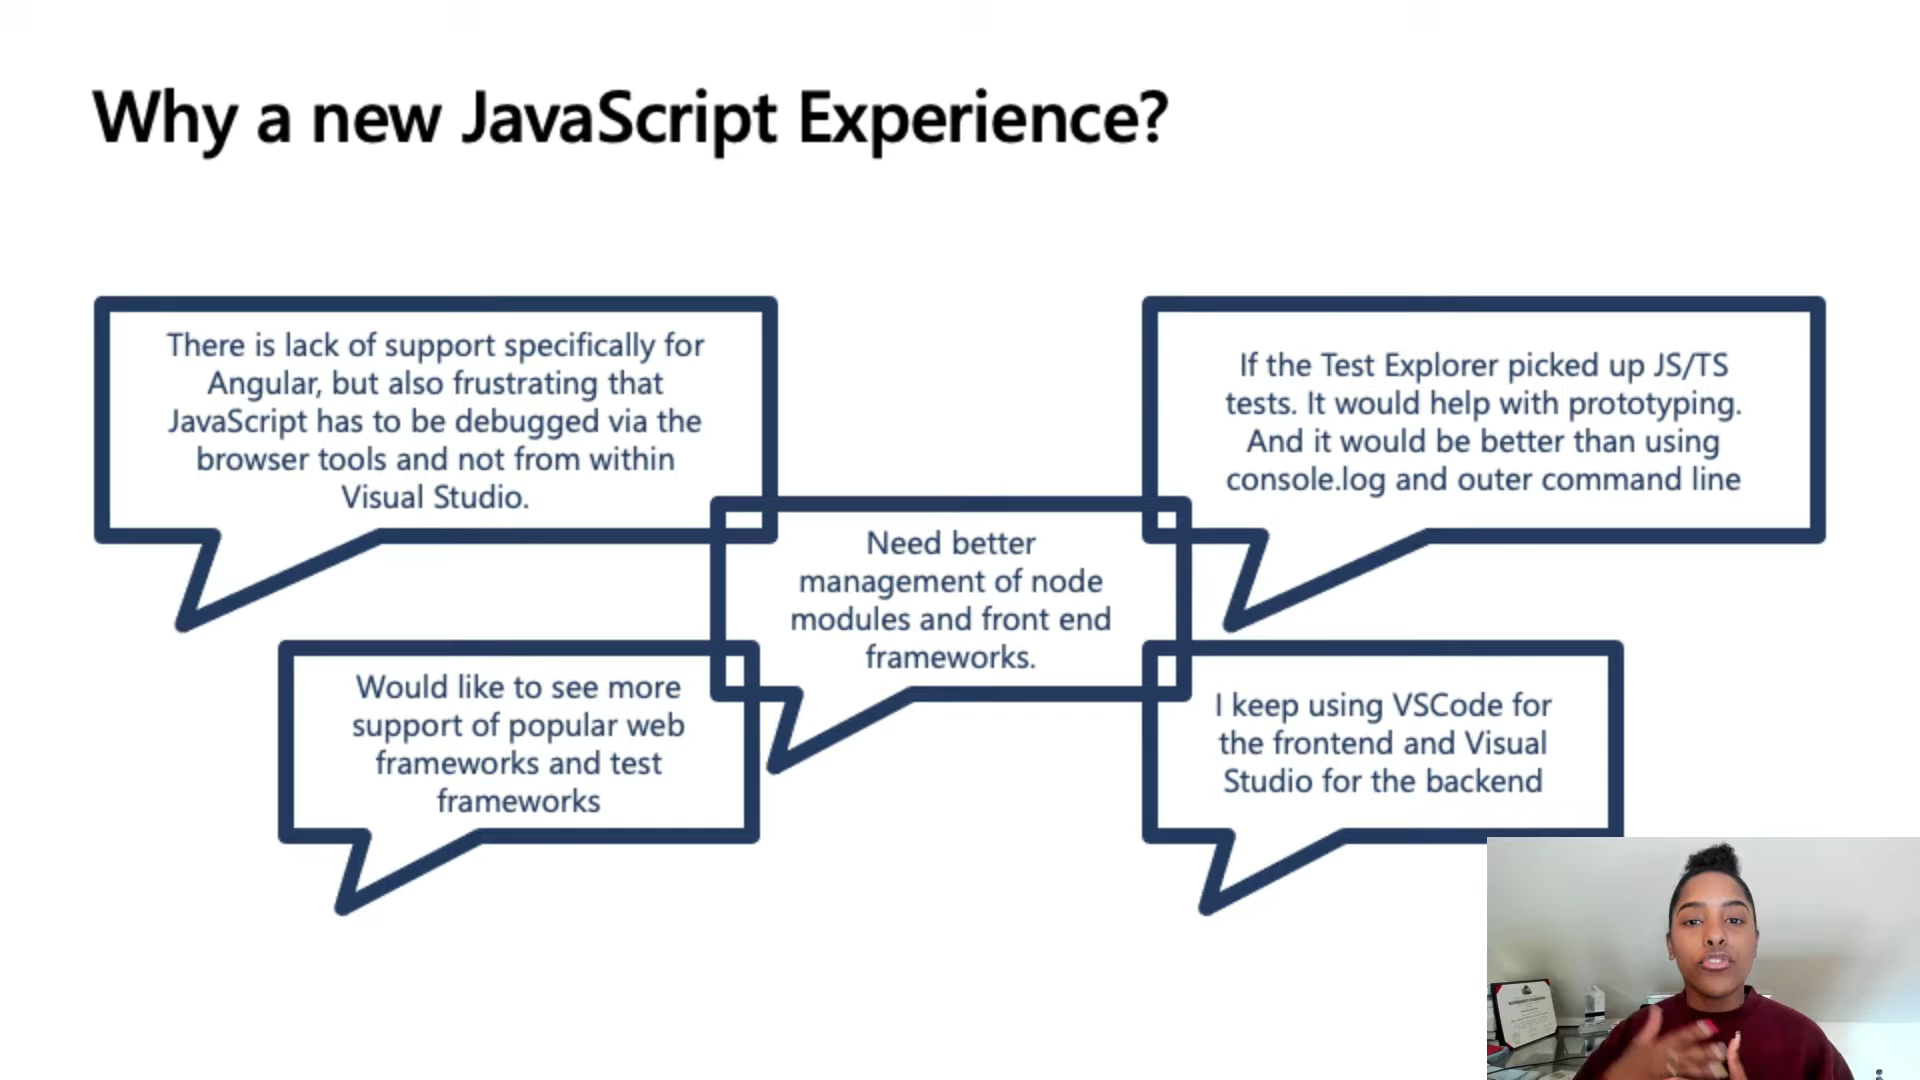 Why a new JavaScript Experience?
There is lack of support specifically for
Angular, but also frustrating that
JavaScript has to be debugged via the
browser tools and not from within
Visual Studio.
If the Test Explorer picked up JS/TS
tests. It would help with prototyping.
And it would be better than using
console.log and outer command line
Need better
management of node
modules and front end
frameworks.
Would like to see more
support of popular web
frameworks and test
frameworks
I keep using VSCode for
the frontend and Visual
Studio for the backend